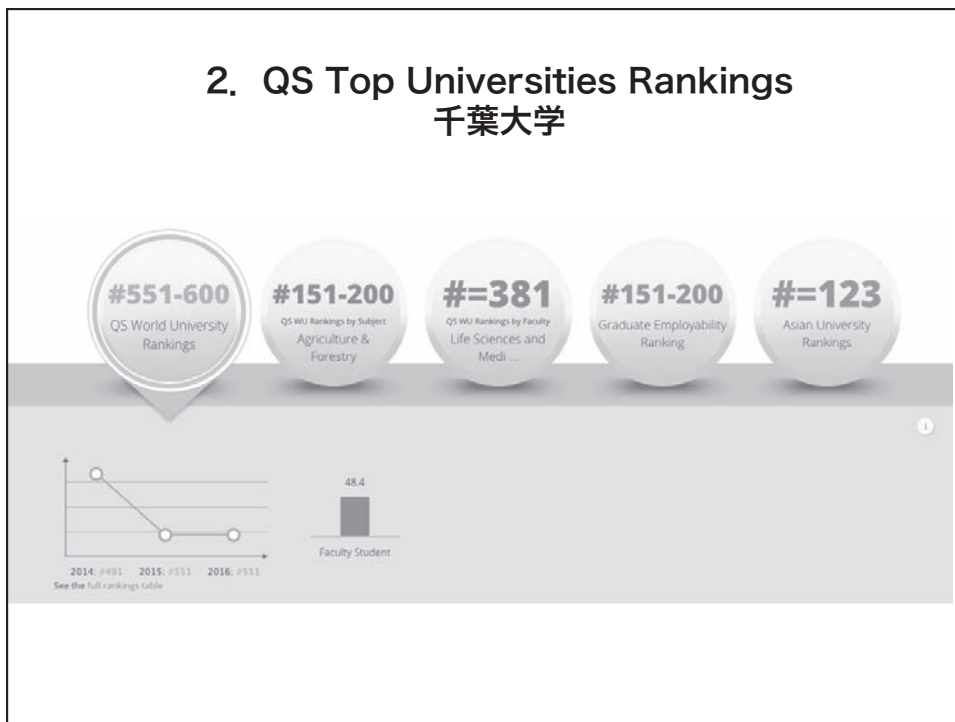 2. QS Top Universities Rankings
千葉大学
#551-600
QS World University
Rankings
#151-200
QS WU Rankings by Subject
Agriculture &
Forestry
#=381
QS WU Rankings by Faculty
Life Sciences and
Medi ...
#151-200
Graduate Employability
Ranking
#=123
Asian University
Rankings
i
48.4
Faculty Student
2014: #491 2015: #551 2016: #551
See the full rankings table